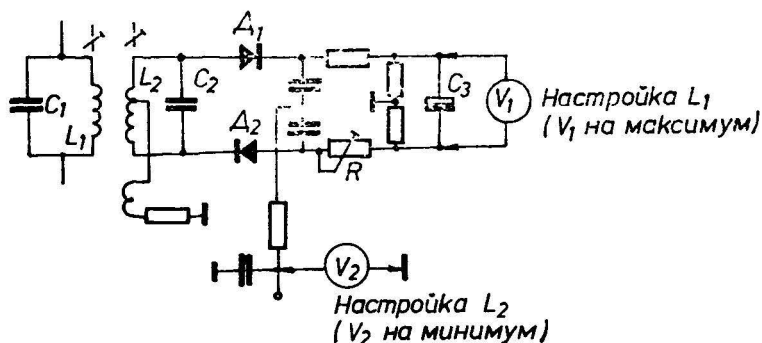 Д₁
L₂
C₂
C₁
L₁
C₃
V₁
Настройка L₁
(V₁ на максимум)
Д₂
R
V₂
Настройка L₂
(V₂ на минимум)